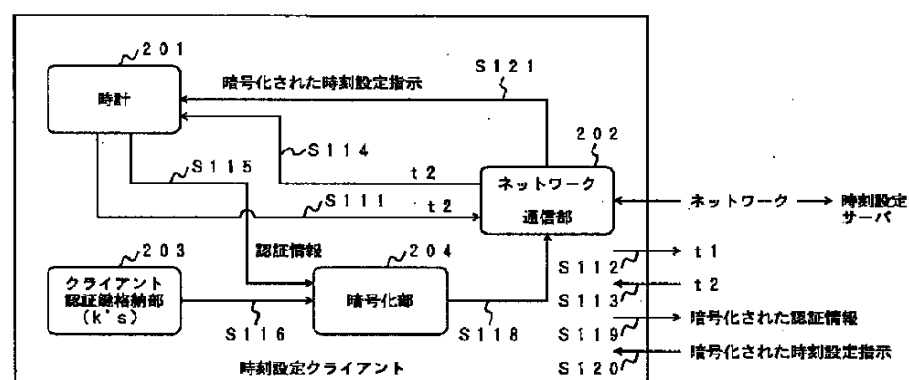 201
S121
時計
暗号化された時刻設定指示
202
S114
S115
t2
ネットワーク
通信部
S111
t2
ネットワーク
時刻設定
サーバ
203
認証情報
204
クライアント
認証鍵格納部
(k's)
暗号化部
S112
t1
S113
t2
S116
S118
S119
暗号化された認証情報
時刻設定クライアント
S120
暗号化された時刻設定指示